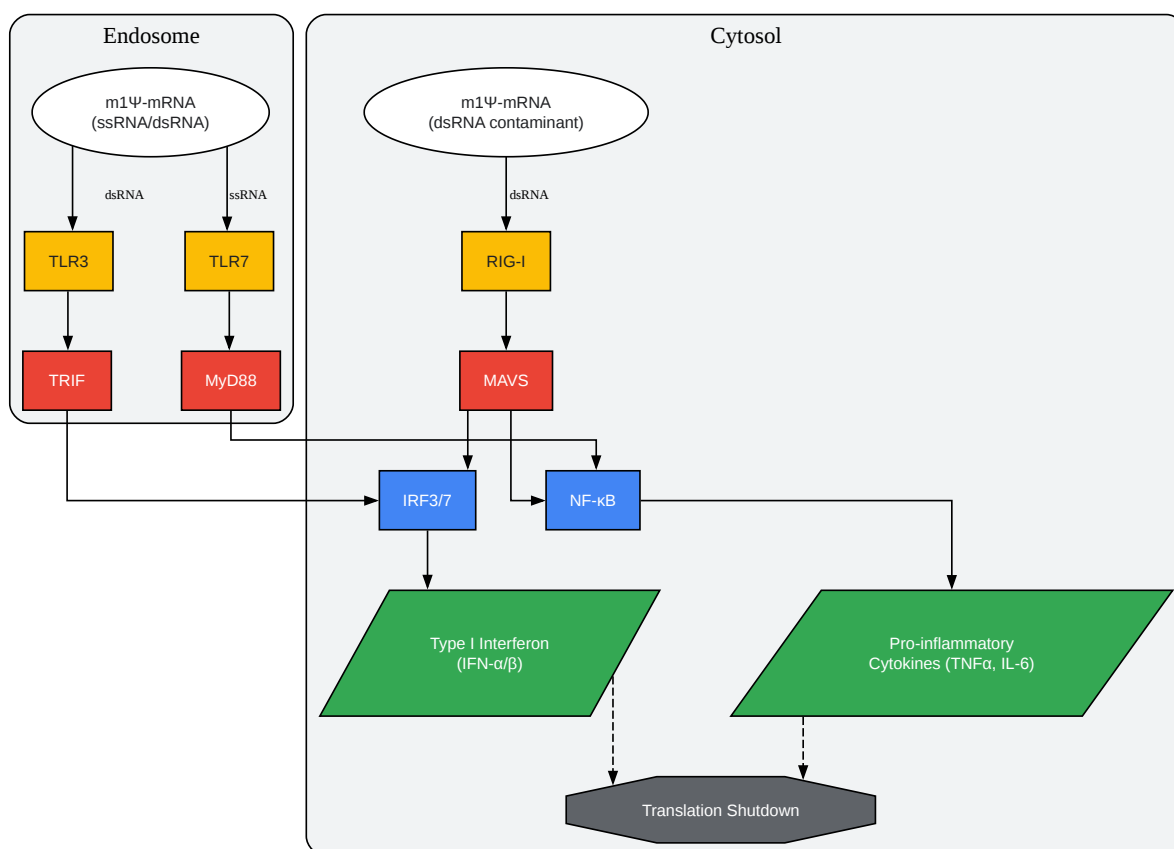 Endosome
Cytosol
m1Ψ-mRNA
(ssRNA/dsRNA)
m1Ψ-mRNA
(dsRNA contaminant)
dsRNA
ssRNA
dsRNA
TLR3
TLR7
RIG-I
TRIF
MyD88
MAVS
IRF3/7
NF-κB
Type I Interferon
(IFN-α/β)
Pro-inflammatory
Cytokines (TNFα, IL-6)
Translation Shutdown